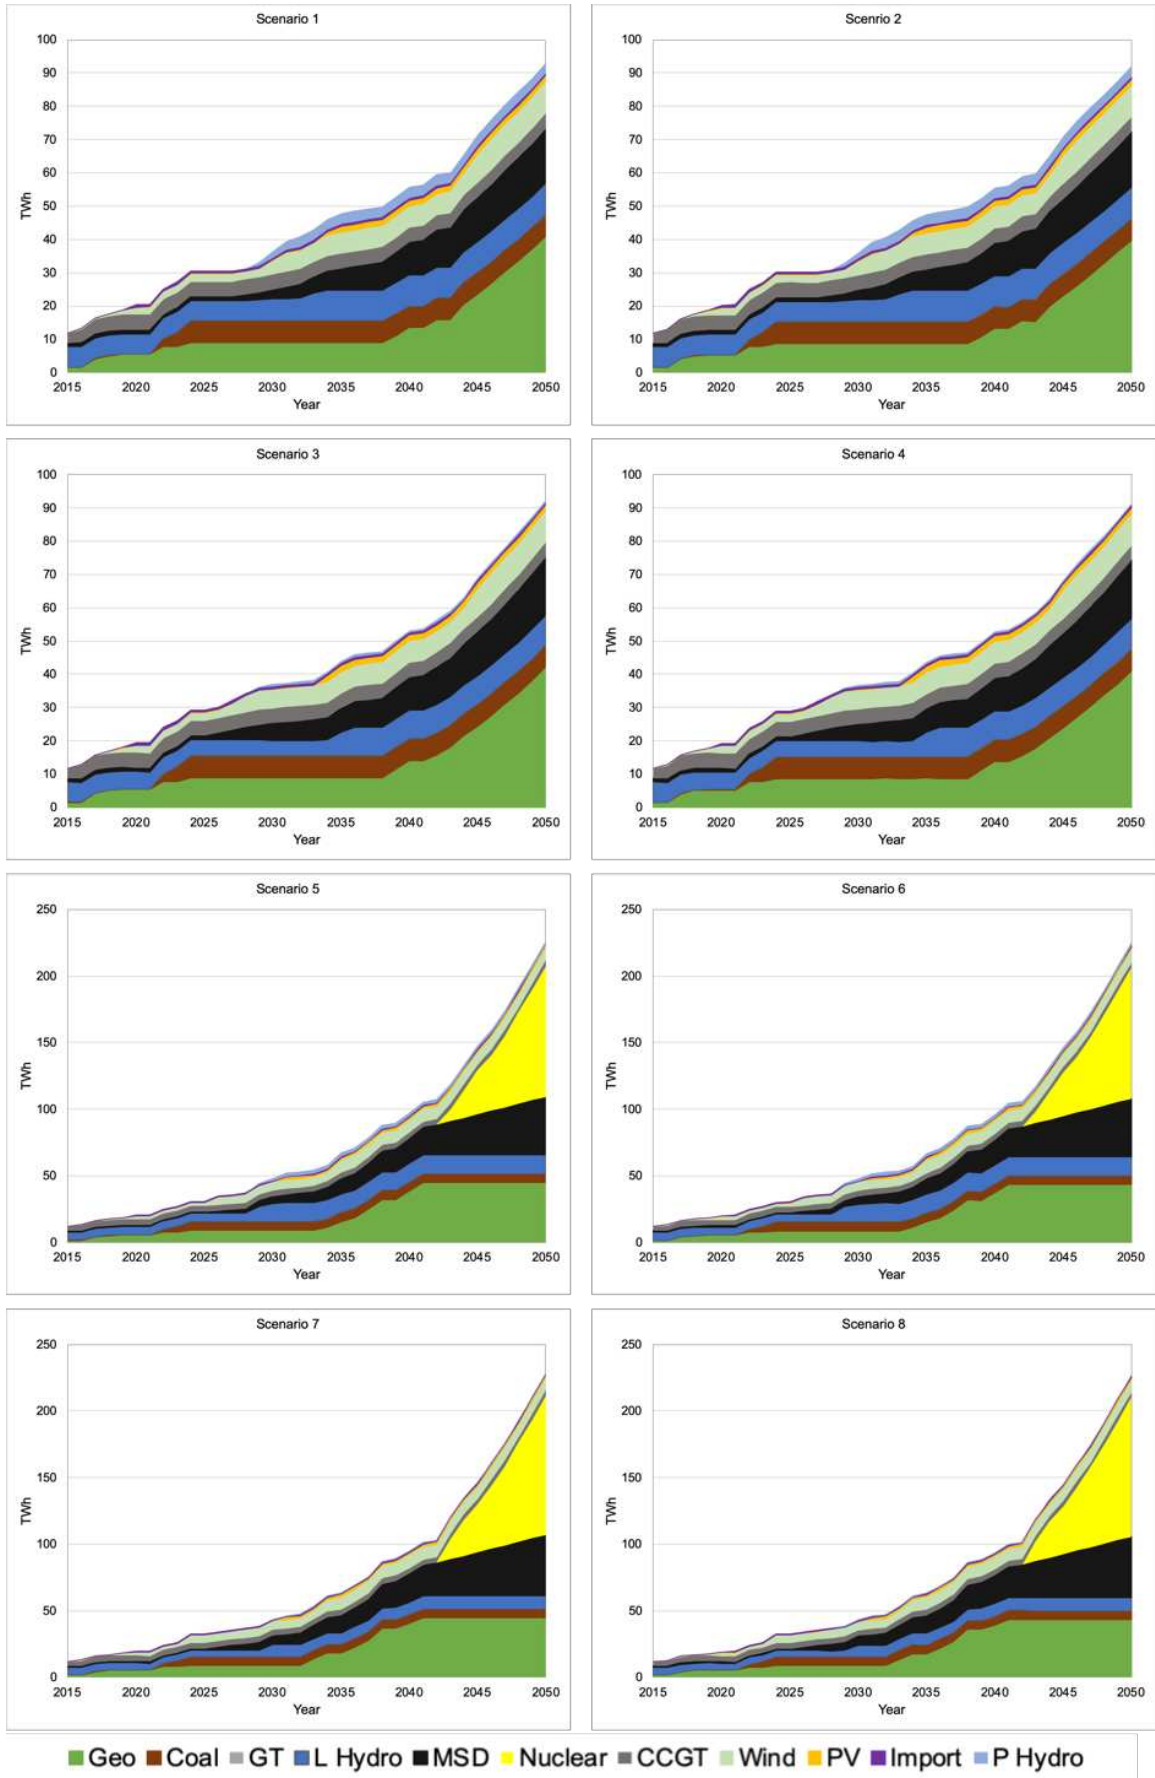 Scenario 1
100
90
80
70
60
50
40
30
20
10
0
TWh
2015 2020 2025 2030 2035 2040 2045 2050
Year
Scenrio 2
100
90
80
70
60
50
40
30
20
10
0
TWh
2015 2020 2025 2030 2035 2040 2045 2050
Year
Scenario 3
100
90
80
70
60
50
40
30
20
10
0
TWh
2015 2020 2025 2030 2035 2040 2045 2050
Year
Scenario 4
100
90
80
70
60
50
40
30
20
10
0
TWh
2015 2020 2025 2030 2035 2040 2045 2050
Year
Scenario 5
250
200
150
100
50
0
TWh
2015 2020 2025 2030 2035 2040 2045 2050
Year
Scenario 6
250
200
150
100
50
0
TWh
2015 2020 2025 2030 2035 2040 2045 2050
Year
Scenario 7
250
200
150
100
50
0
TWh
2015 2020 2025 2030 2035 2040 2045 2050
Year
Scenario 8
250
200
150
100
50
0
TWh
2015 2020 2025 2030 2035 2040 2045 2050
Year
Geo Coal GT L Hydro MSD Nuclear CCGT Wind PV Import P Hydro